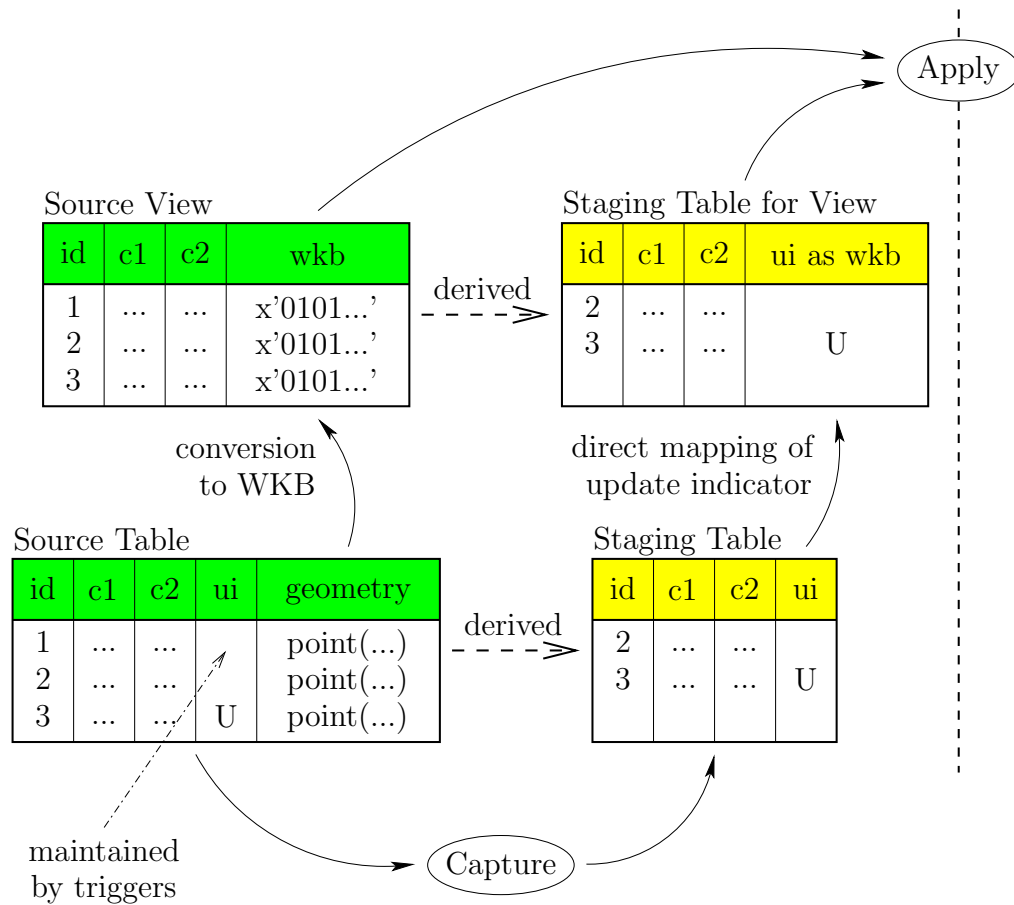 Apply
Source View
id c1 c2 wkb
1 ... ... x'0101...'
2 ... ... x'0101...'
3 ... ... x'0101...'
derived
Staging Table for View
id c1 c2 ui as wkb
2 ... ...
3 ... ... U
conversion
to WKB
direct mapping of
update indicator
Source Table
id c1 c2 ui geometry
1 ... ... point(...)
2 ... ... point(...)
3 ... ... U point(...)
derived
Staging Table
id c1 c2 ui
2 ... ...
3 ... ... U
maintained
by triggers
Capture